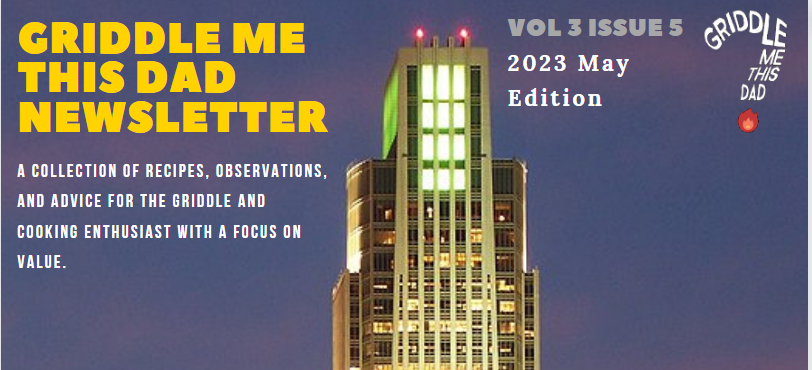 GRIDDLE ME
THIS DAD
NEWSLETTER
A COLLECTION OF RECIPES, OBSERVATIONS,
AND ADVICE FOR THE GRIDDLE AND
COOKING ENTHUSIAST WITH A FOCUS ON
VALUE.
VOL 3 ISSUE 5
2023 May
Edition
GRIDDLE
ME
THIS
DAD